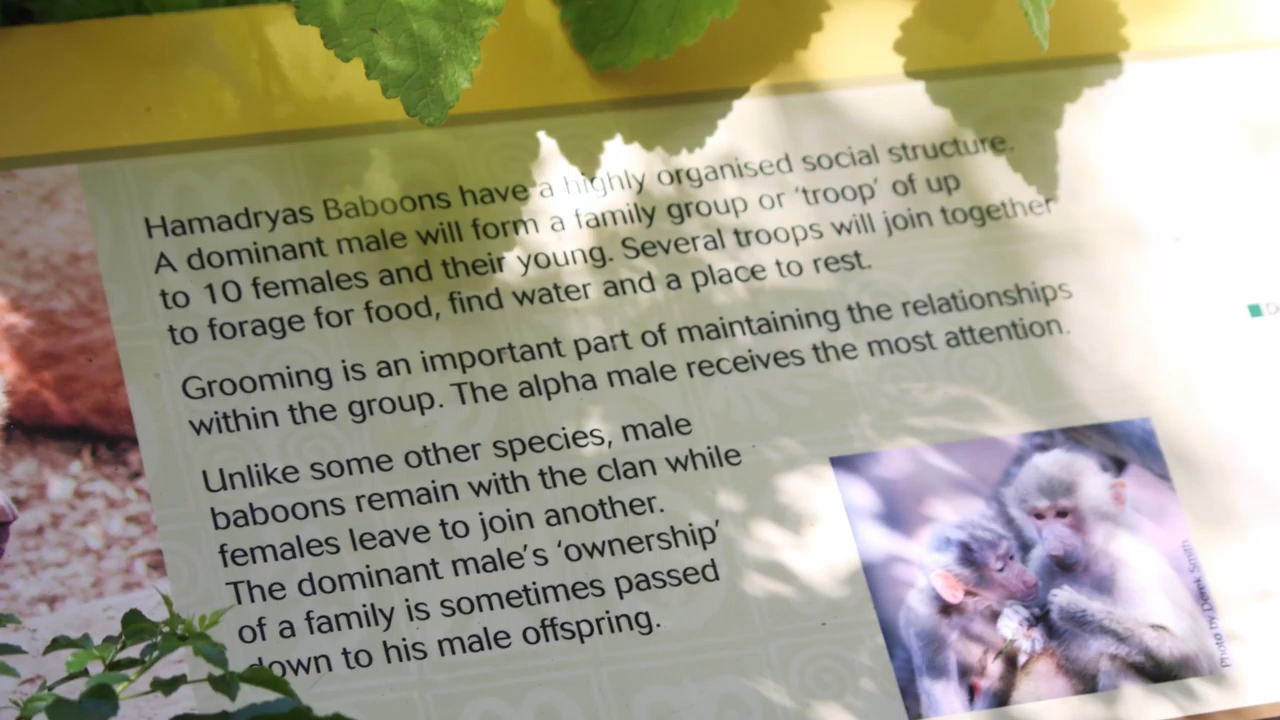 Hamadryas Baboons have a highly organised social structure.
A dominant male will form a family group or ‘troop’ of up
to 10 females and their young. Several troops will join together
to forage for food, find water and a place to rest.
Grooming is an important part of maintaining the relationships
within the group. The alpha male receives the most attention.
Unlike some other species, male
baboons remain with the clan while
females leave to join another.
The dominant male’s ‘ownership’
of a family is sometimes passed
down to his male offspring.
Photo by Derek Smith